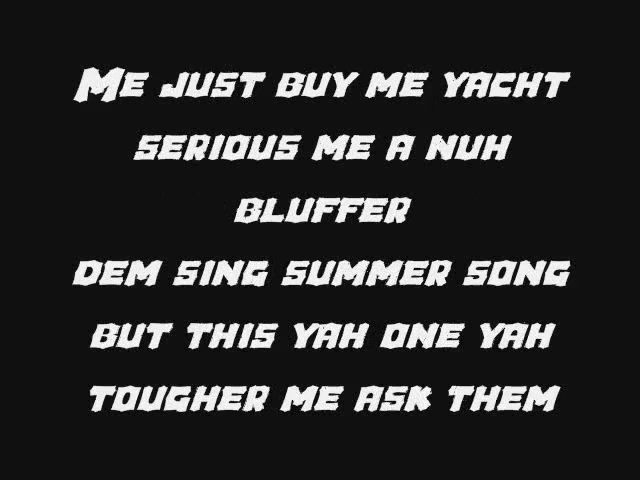 Me just buy me yacht
serious me a nuh
bluffer
dem sing summer song
but this yah one yah
tougher me ask them